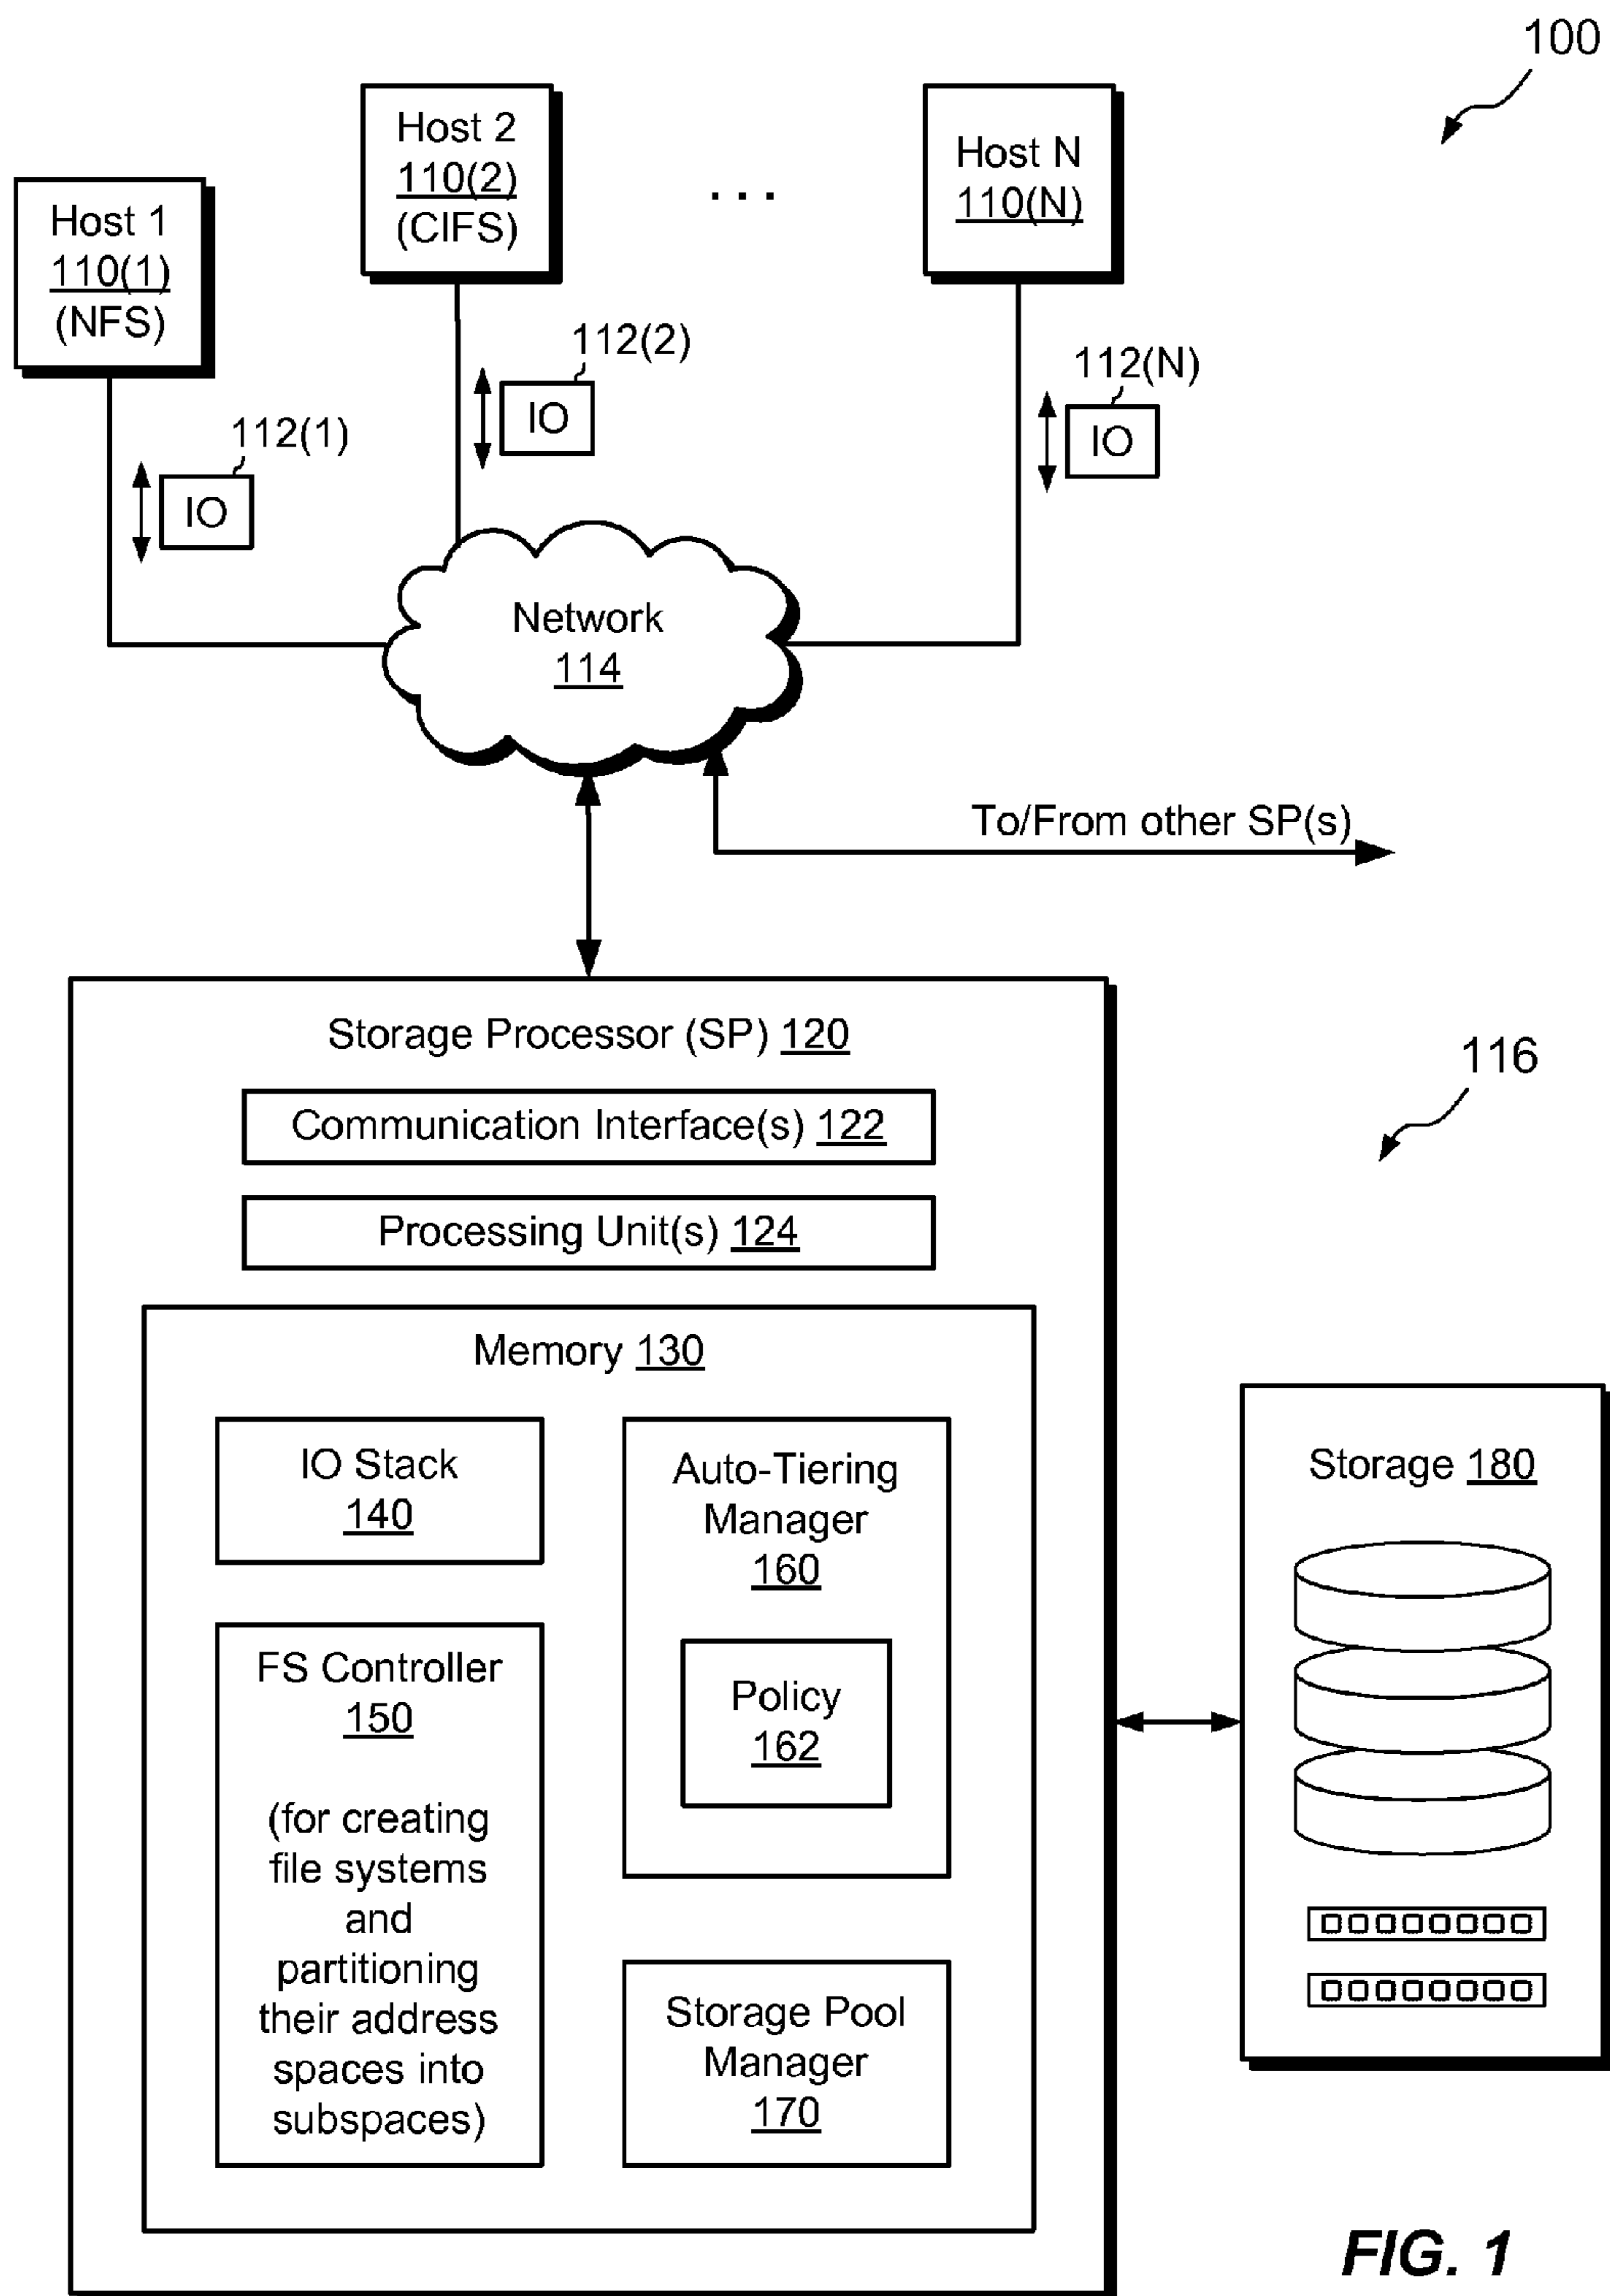 100
Host 1
110(1)
(NFS)
Host 2
110(2)
(CIFS)
...
Host N
110(N)
112(1)
IO
112(2)
IO
112(N)
IO
Network
114
To/From other SP(s)
Storage Processor (SP) 120
Communication Interface(s) 122
Processing Unit(s) 124
Memory 130
IO Stack
140
FS Controller
150
(for creating
file systems
and
partitioning
their address
spaces into
subspaces)
Auto-Tiering
Manager
160
Policy
162
Storage Pool
Manager
170
116
Storage 180
FIG. 1